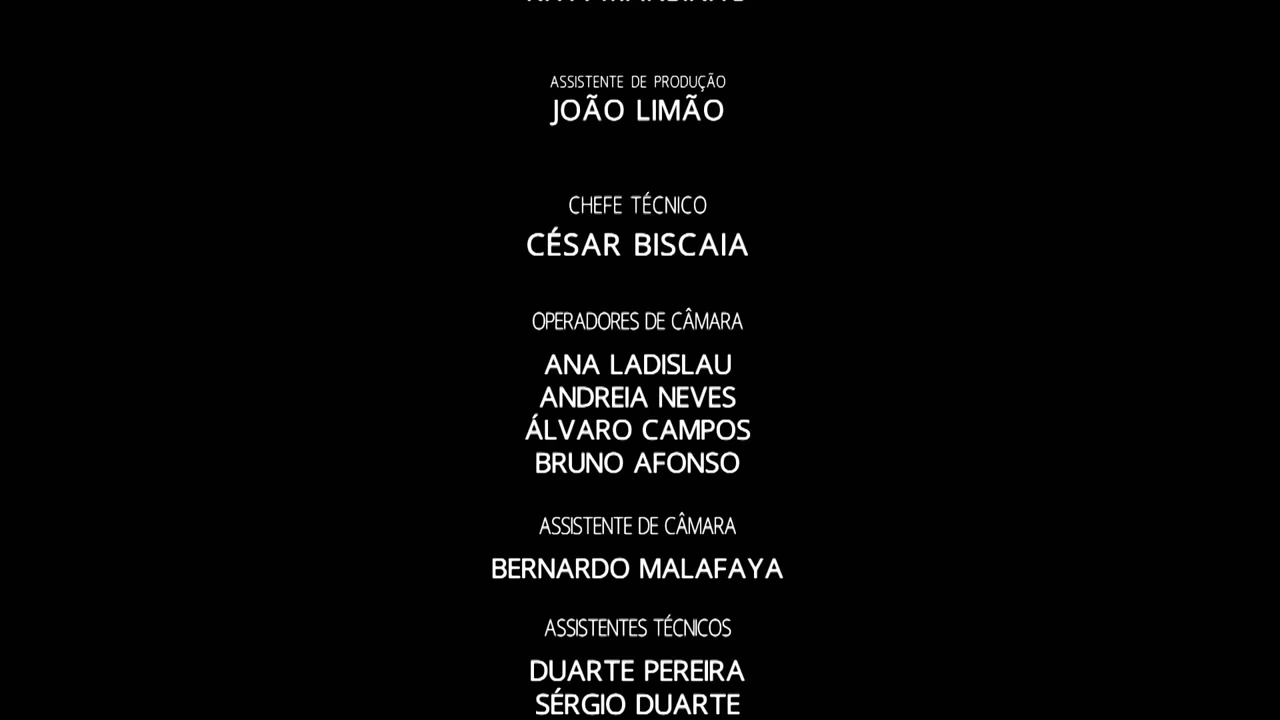 ASSISTENTE DE PRODUÇÃO
JOÃO LIMÃO
CHEFE TÉCNICO
CÉSAR BISCAIA
OPERADORES DE CÂMARA
ANA LADISLAU
ANDREIA NEVES
ÁLVARO CAMPOS
BRUNO AFONSO
ASSISTENTE DE CÂMARA
BERNARDO MALAFAYA
ASSISTENTES TÉCNICOS
DUARTE PEREIRA
SÉRGIO DUARTE